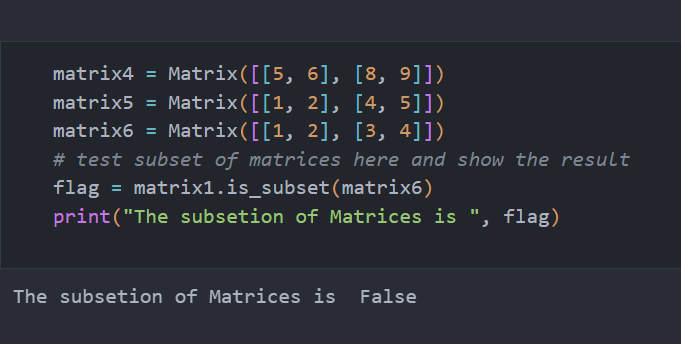 matrix4 = Matrix([[5, 6], [8, 9]])
matrix5 = Matrix([[1, 2], [4, 5]])
matrix6 = Matrix([[1, 2], [3, 4]])
# test subset of matrices here and show the result
flag = matrix1.is_subset(matrix6)
print("The subsetion of Matrices is ", flag)
The subsetion of Matrices is  False